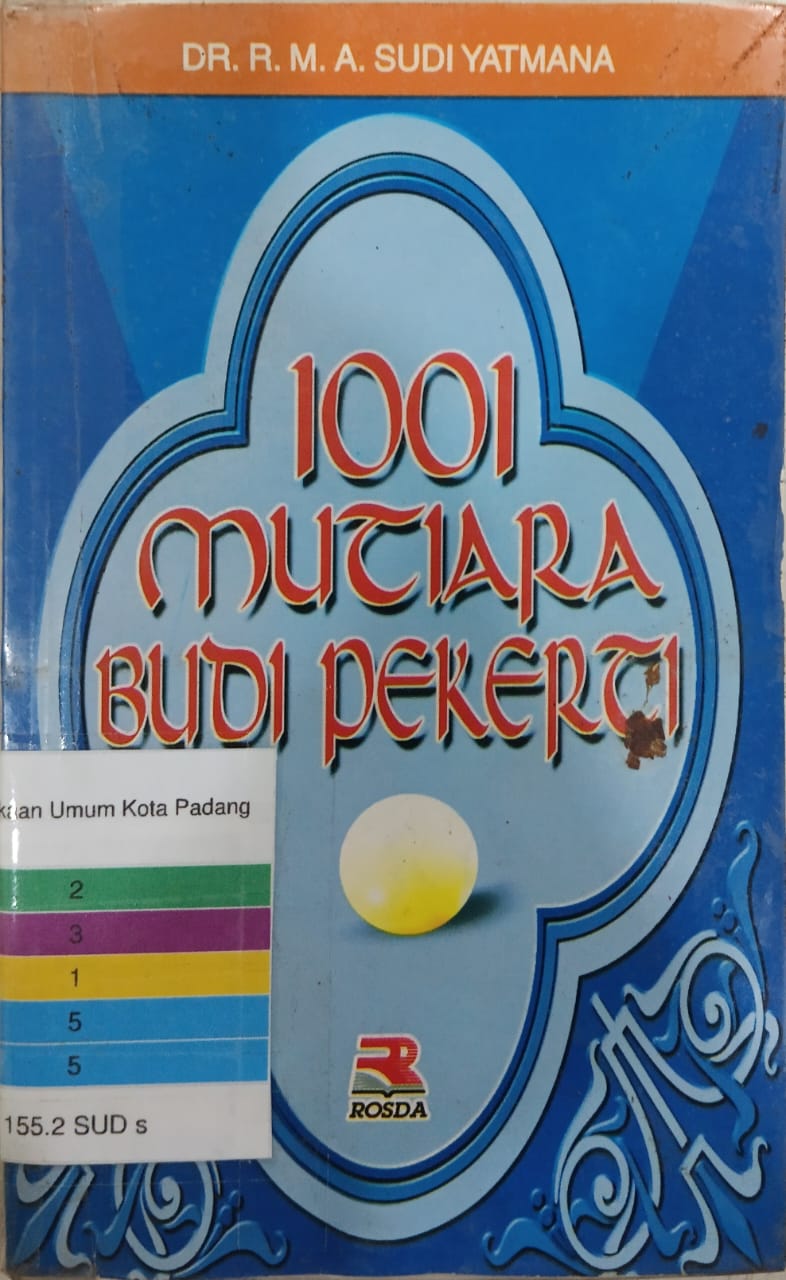 DR. R. M. A. SUDI YATMANA
1001
MUTIARA
BUDI PEKERTI
kaan Umum Kota Padang
2
3
1
5
5
155.2 SUD s
ROSDA